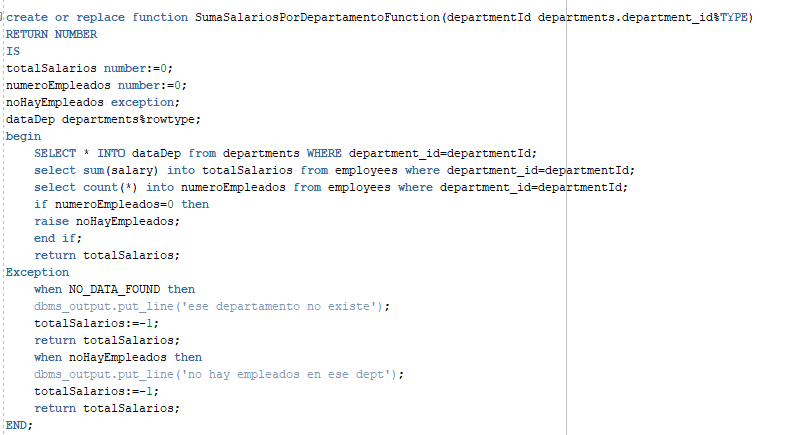 create or replace function SumaSalariosPorDepartamentoFunction(departmentId departments.department_id%TYPE)
RETURN NUMBER
IS
totalSalarios number:=0;
numeroEmpleados number:=0;
noHayEmpleados exception;
dataDep departments%rowtype;
begin
    SELECT * INTO dataDep from departments WHERE department_id=departmentId;
    select sum(salary) into totalSalarios from employees where department_id=departmentId;
    select count(*) into numeroEmpleados from employees where department_id=departmentId;
    if numeroEmpleados=0 then
    raise noHayEmpleados;
    end if;
    return totalSalarios;
Exception
    when NO_DATA_FOUND then
    dbms_output.put_line('ese departamento no existe');
    totalSalarios:=-1;
    return totalSalarios;
    when noHayEmpleados then
    dbms_output.put_line('no hay empleados en ese dept');
    totalSalarios:=-1;
    return totalSalarios;
END;